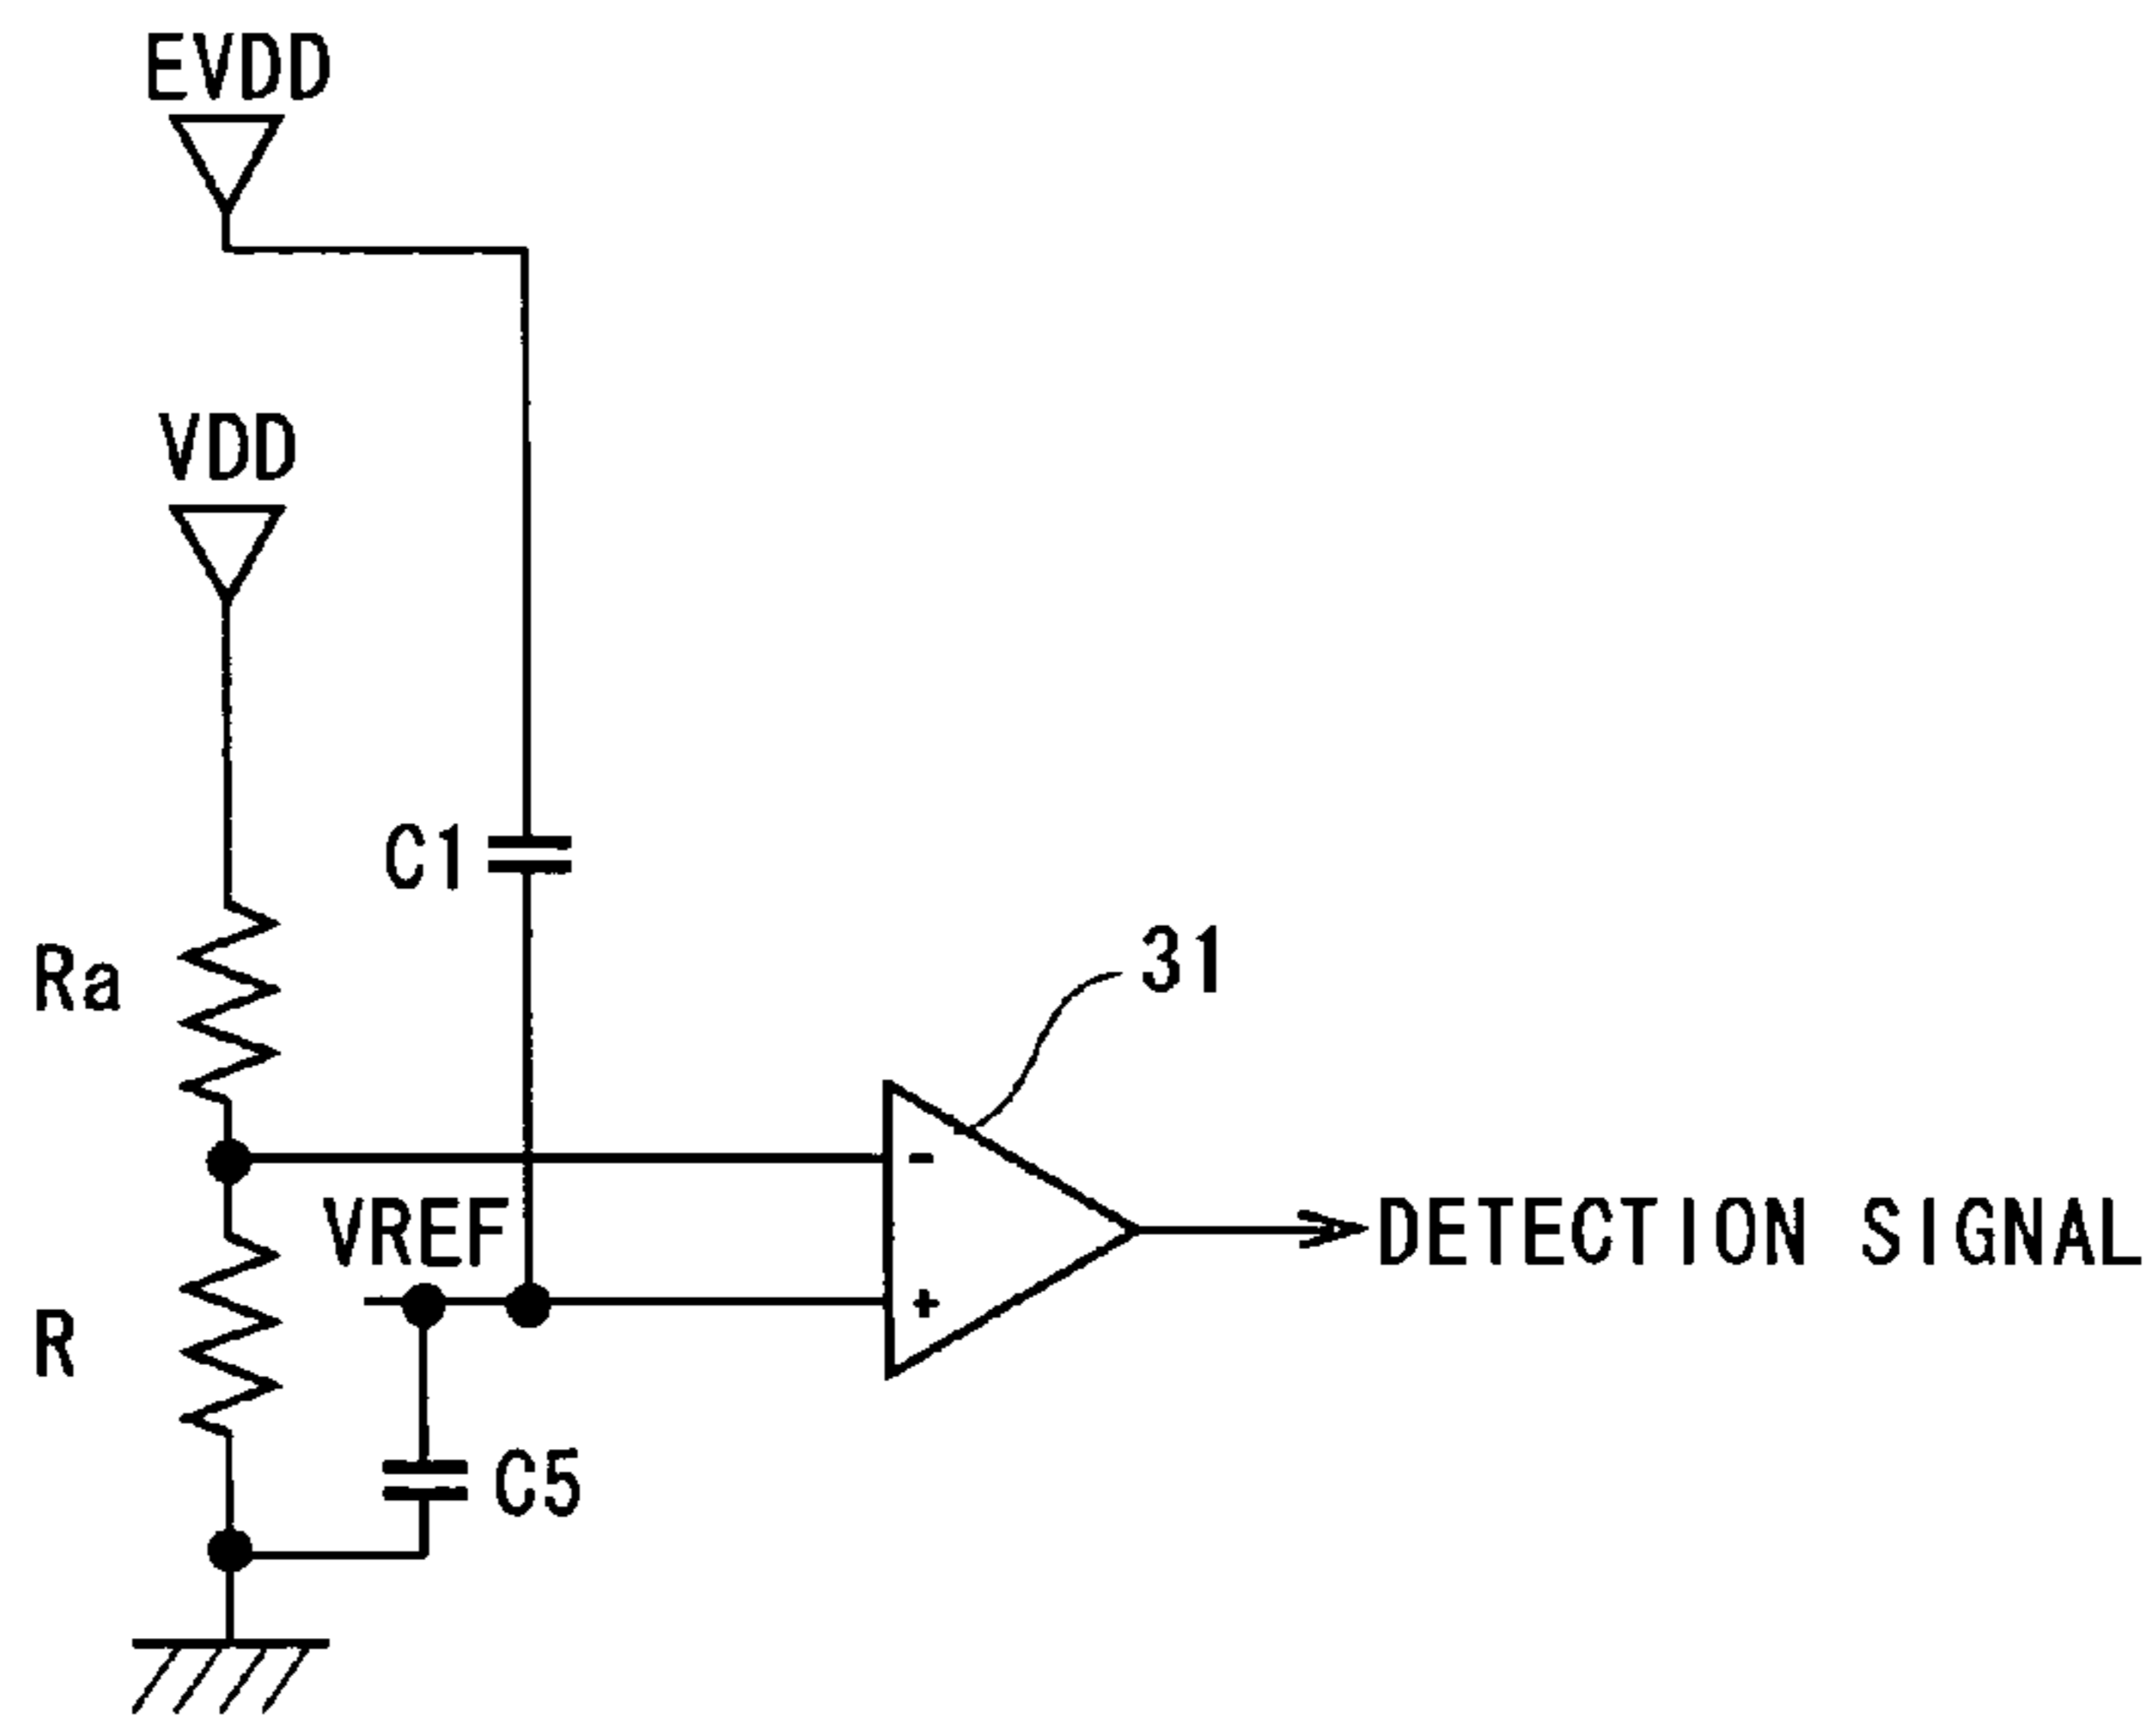 EVDD
VDD
C1
31
Ra
-
VREF
DETECTION SIGNAL
+
R
C5